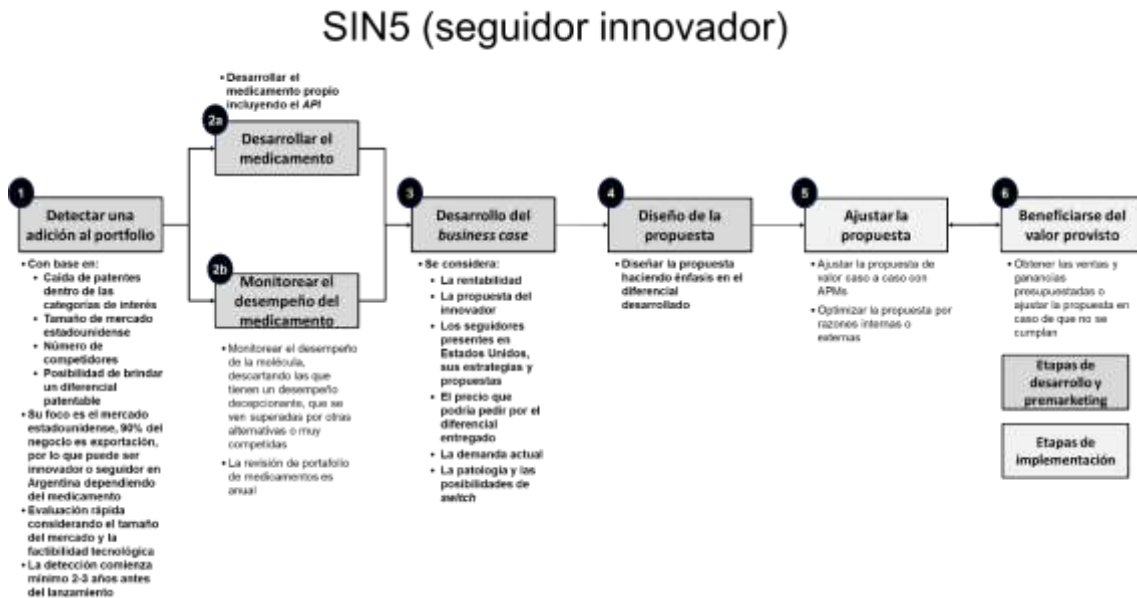 SIN5 (seguidor innovador)
• Desarrollar el
medicamento propio
incluyendo el API
2a
Desarrollar el
medicamento
1
Detectar una
adición al portfolio
• Con base en:
• Caída de patentes
dentro de las
categorías de interés
• Tamaño de mercado
estadounidense
• Número de
competidores
• Posibilidad de brindar
un diferencial
patentable
• Su foco es el mercado
estadounidense, 90% del
negocio es exportación,
por lo que puede ser
innovador o seguidor en
Argentina dependiendo
del medicamento
• Evaluación rápida
considerando el tamaño
del mercado y la
factibilidad tecnológica
• La detección comienza
mínimo 2-3 años antes
del lanzamiento
2b
Monitorear el
desempeño del
medicamento
• Monitorear el desempeño
de la molécula,
descartando las que
tienen un desempeño
decepcionante, que se
ven superadas por otras
alternativas o muy
competidas
• La revisión de portafolio
de medicamentos es
anual
3
Desarrollo del
business case
• Se considera:
• La rentabilidad
• La propuesta del
innovador
• Los seguidores
presentes en
Estados Unidos,
sus estrategias y
propuestas
• El precio que
podría pedir por el
diferencial
entregado
• La demanda actual
• La patología y las
posibilidades de
switch
4
Diseño de la
propuesta
• Diseñar la propuesta
haciendo énfasis en el
diferencial
desarrollado
5
Ajustar la
propuesta
• Ajustar la propuesta de
valor caso a caso con
APMs
• Optimizar la propuesta por
razones internas o
externas
6
Beneficiarse del
valor provisto
• Obtener las ventas y
ganancias
presupuestadas o
ajustar la propuesta en
caso de que no se
cumplan
Etapas de
desarrollo y
premarketing
Etapas de
implementación